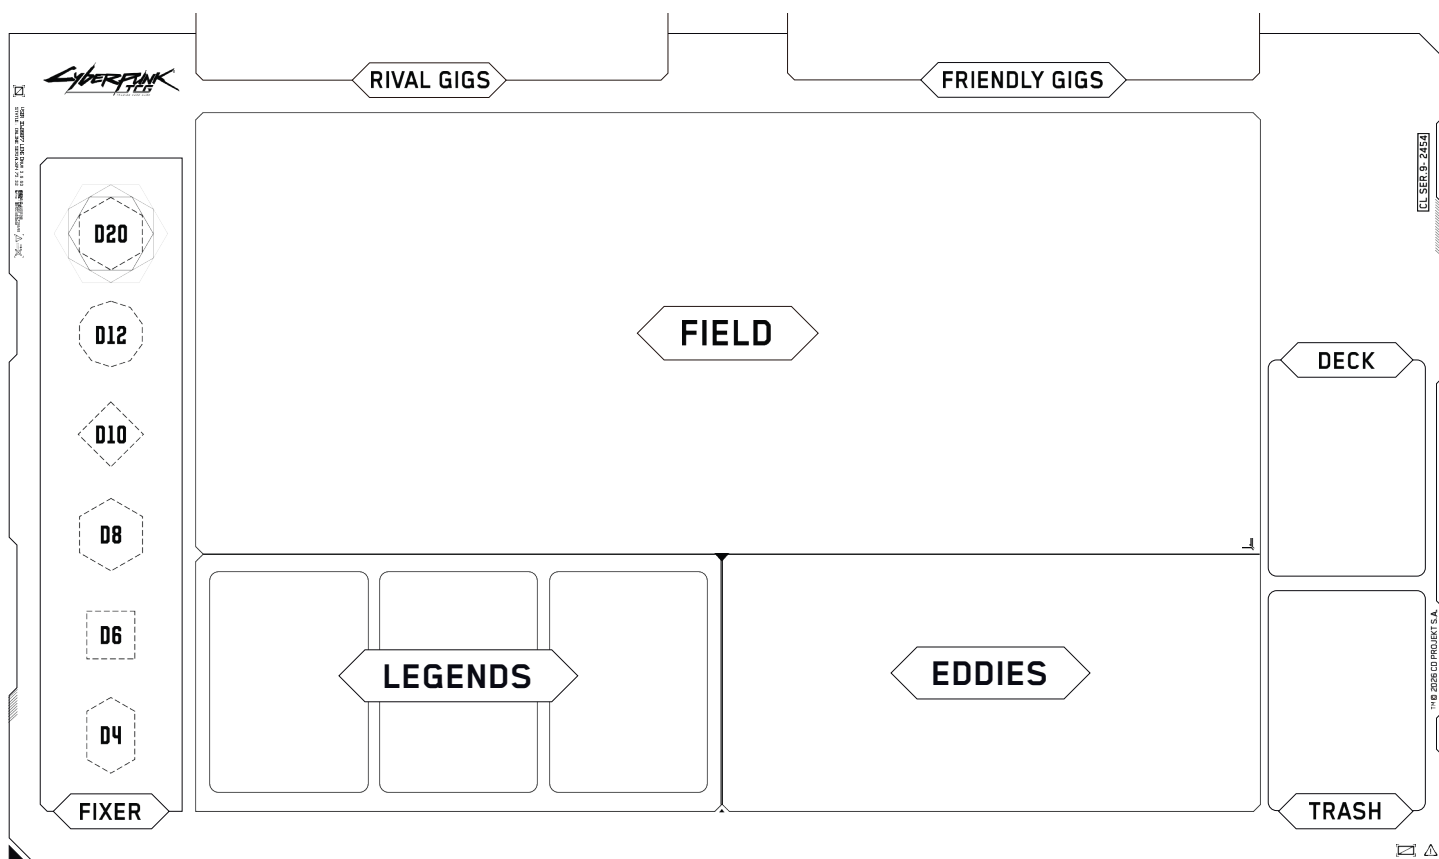 RIVAL GIGS
FRIENDLY GIGS
Cyberpunk
TCG
CL SER.9- 2454
D20
D12
FIELD
DECK
D10
D8
D6
LEGENDS
EDDIES
™ © 2026 CD PROJEKT S.A.
D4
FIXER
TRASH